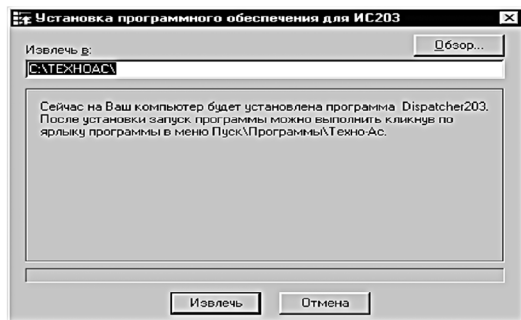 Установка программного обеспечения для ИС203
Извлечь в:
Обзор...
C:\ТЕХНОАС\
Сейчас на Ваш компьютер будет установлена программа Dispatcher203.
После установки запуск программы можно выполнить кликнув по
ярлыку программы в меню Пуск\Программы\Техно-Ас.
Извлечь
Отмена